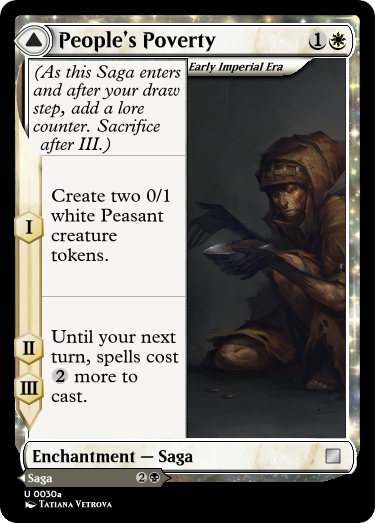 People's Poverty 1
Early Imperial Era
(As this Saga enters
and after your draw
step, add a lore
counter. Sacrifice
after III.)
I
Create two 0/1
white Peasant
creature
tokens.
II
III
Until your next
turn, spells cost
2 more to
cast.
Enchantment — Saga
Saga 2
U 0030a
Tatiana Vetrova